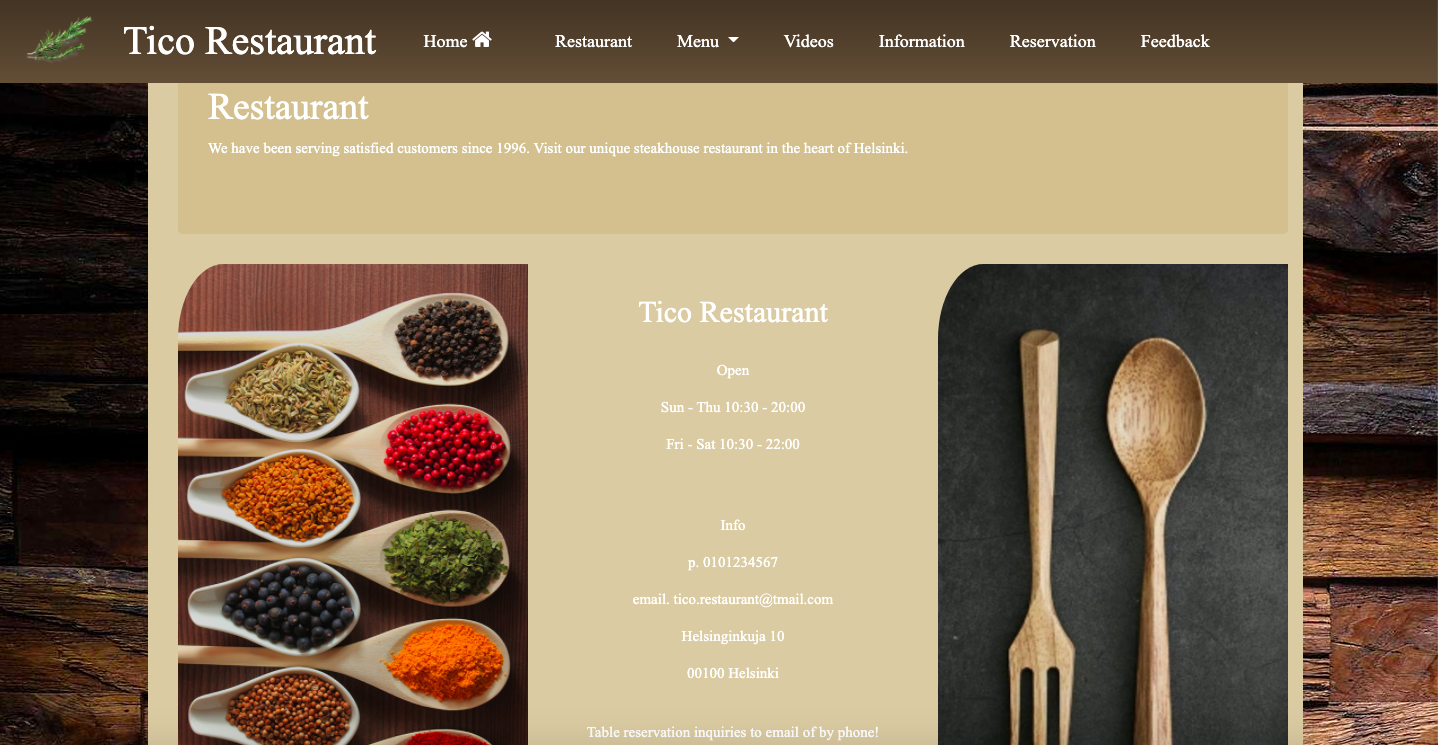 Tico Restaurant
Home
Restaurant
Menu
Videos
Information
Reservation
Feedback
Restaurant
We have been serving satisfied customers since 1996. Visit our unique steakhouse restaurant in the heart of Helsinki.
Tico Restaurant
Open
Sun - Thu 10:30 - 20:00
Fri - Sat 10:30 - 22:00
Info
p. 0101234567
email. tico.restaurant@tmail.com
Helsinginkuja 10
00100 Helsinki
Table reservation inquiries to email of by phone!